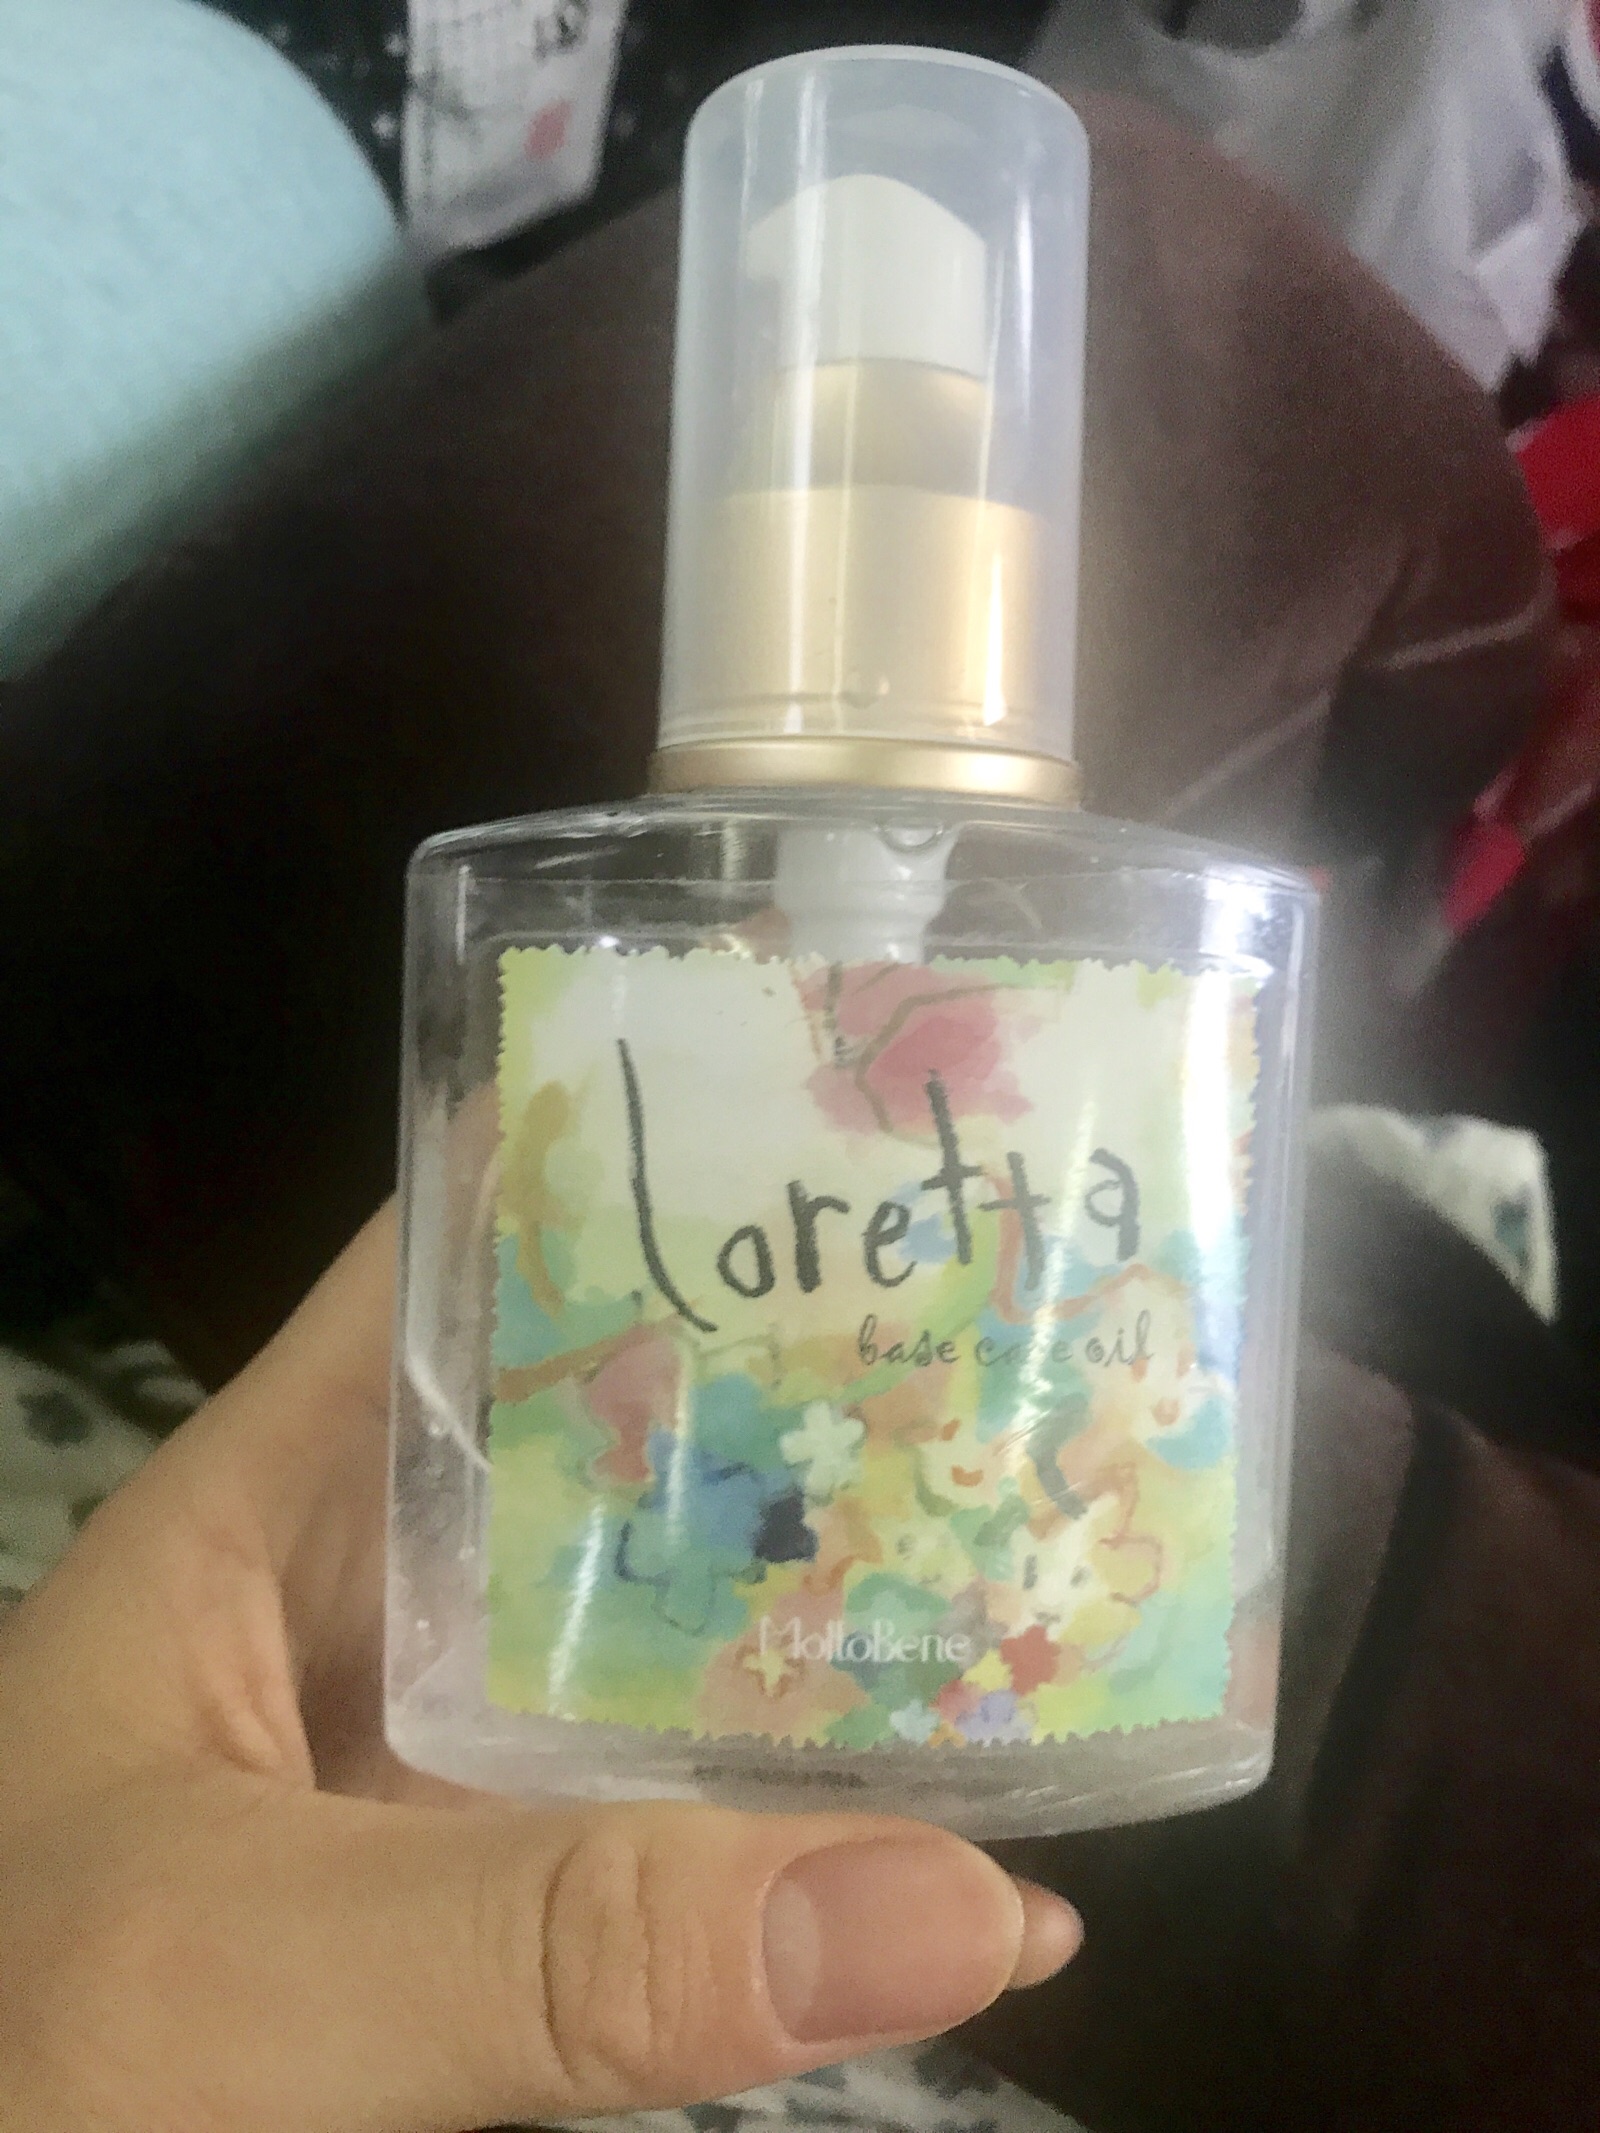 Loretta
base care oil
MoltoBene